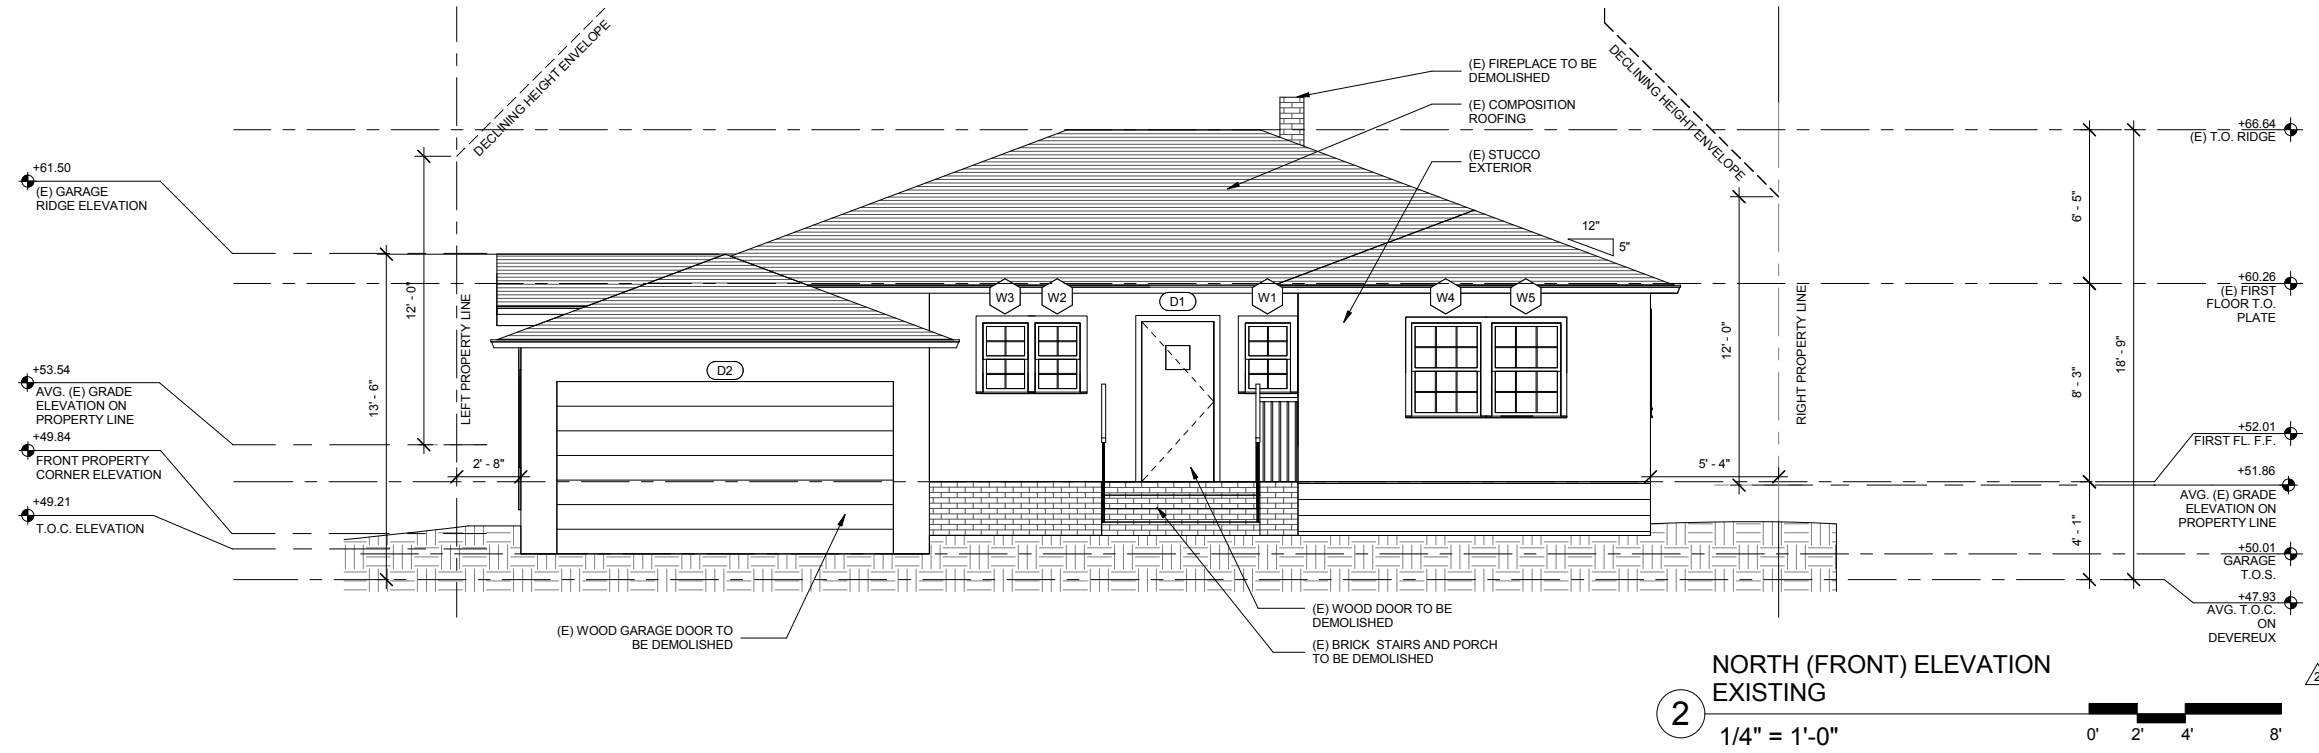 DECLINING HEIGHT ENVELOPE
DECLINING HEIGHT ENVELOPE
(E) FIREPLACE TO BE
DEMOLISHED
(E) COMPOSITION
ROOFING
(E) STUCCO
EXTERIOR
12"
5"
+61.50
(E) GARAGE
RIDGE ELEVATION
+53.54
AVG. (E) GRADE
ELEVATION ON
PROPERTY LINE
+49.84
FRONT PROPERTY
CORNER ELEVATION
+49.21
T.O.C. ELEVATION
13' - 6"
12' - 0"
LEFT PROPERTY LINE
2' - 8"
D2
W3
W2
D1
W1
W4
W5
5' - 4"
12' - 0"
RIGHT PROPERTY LINE
6' - 5"
8' - 3"
4' - 1"
18' - 9"
+66.64
(E) T.O. RIDGE
+60.26
(E) FIRST
FLOOR T.O.
PLATE
+52.01
FIRST FL. F.F.
+51.86
AVG. (E) GRADE
ELEVATION ON
PROPERTY LINE
+50.01
GARAGE
T.O.S.
+47.93
AVG. T.O.C.
ON
DEVEREUX
(E) WOOD GARAGE DOOR TO
BE DEMOLISHED
(E) WOOD DOOR TO BE
DEMOLISHED
(E) BRICK STAIRS AND PORCH
TO BE DEMOLISHED
NORTH (FRONT) ELEVATION
EXISTING
2
1/4" = 1'-0"
0' 2' 4' 8'
2